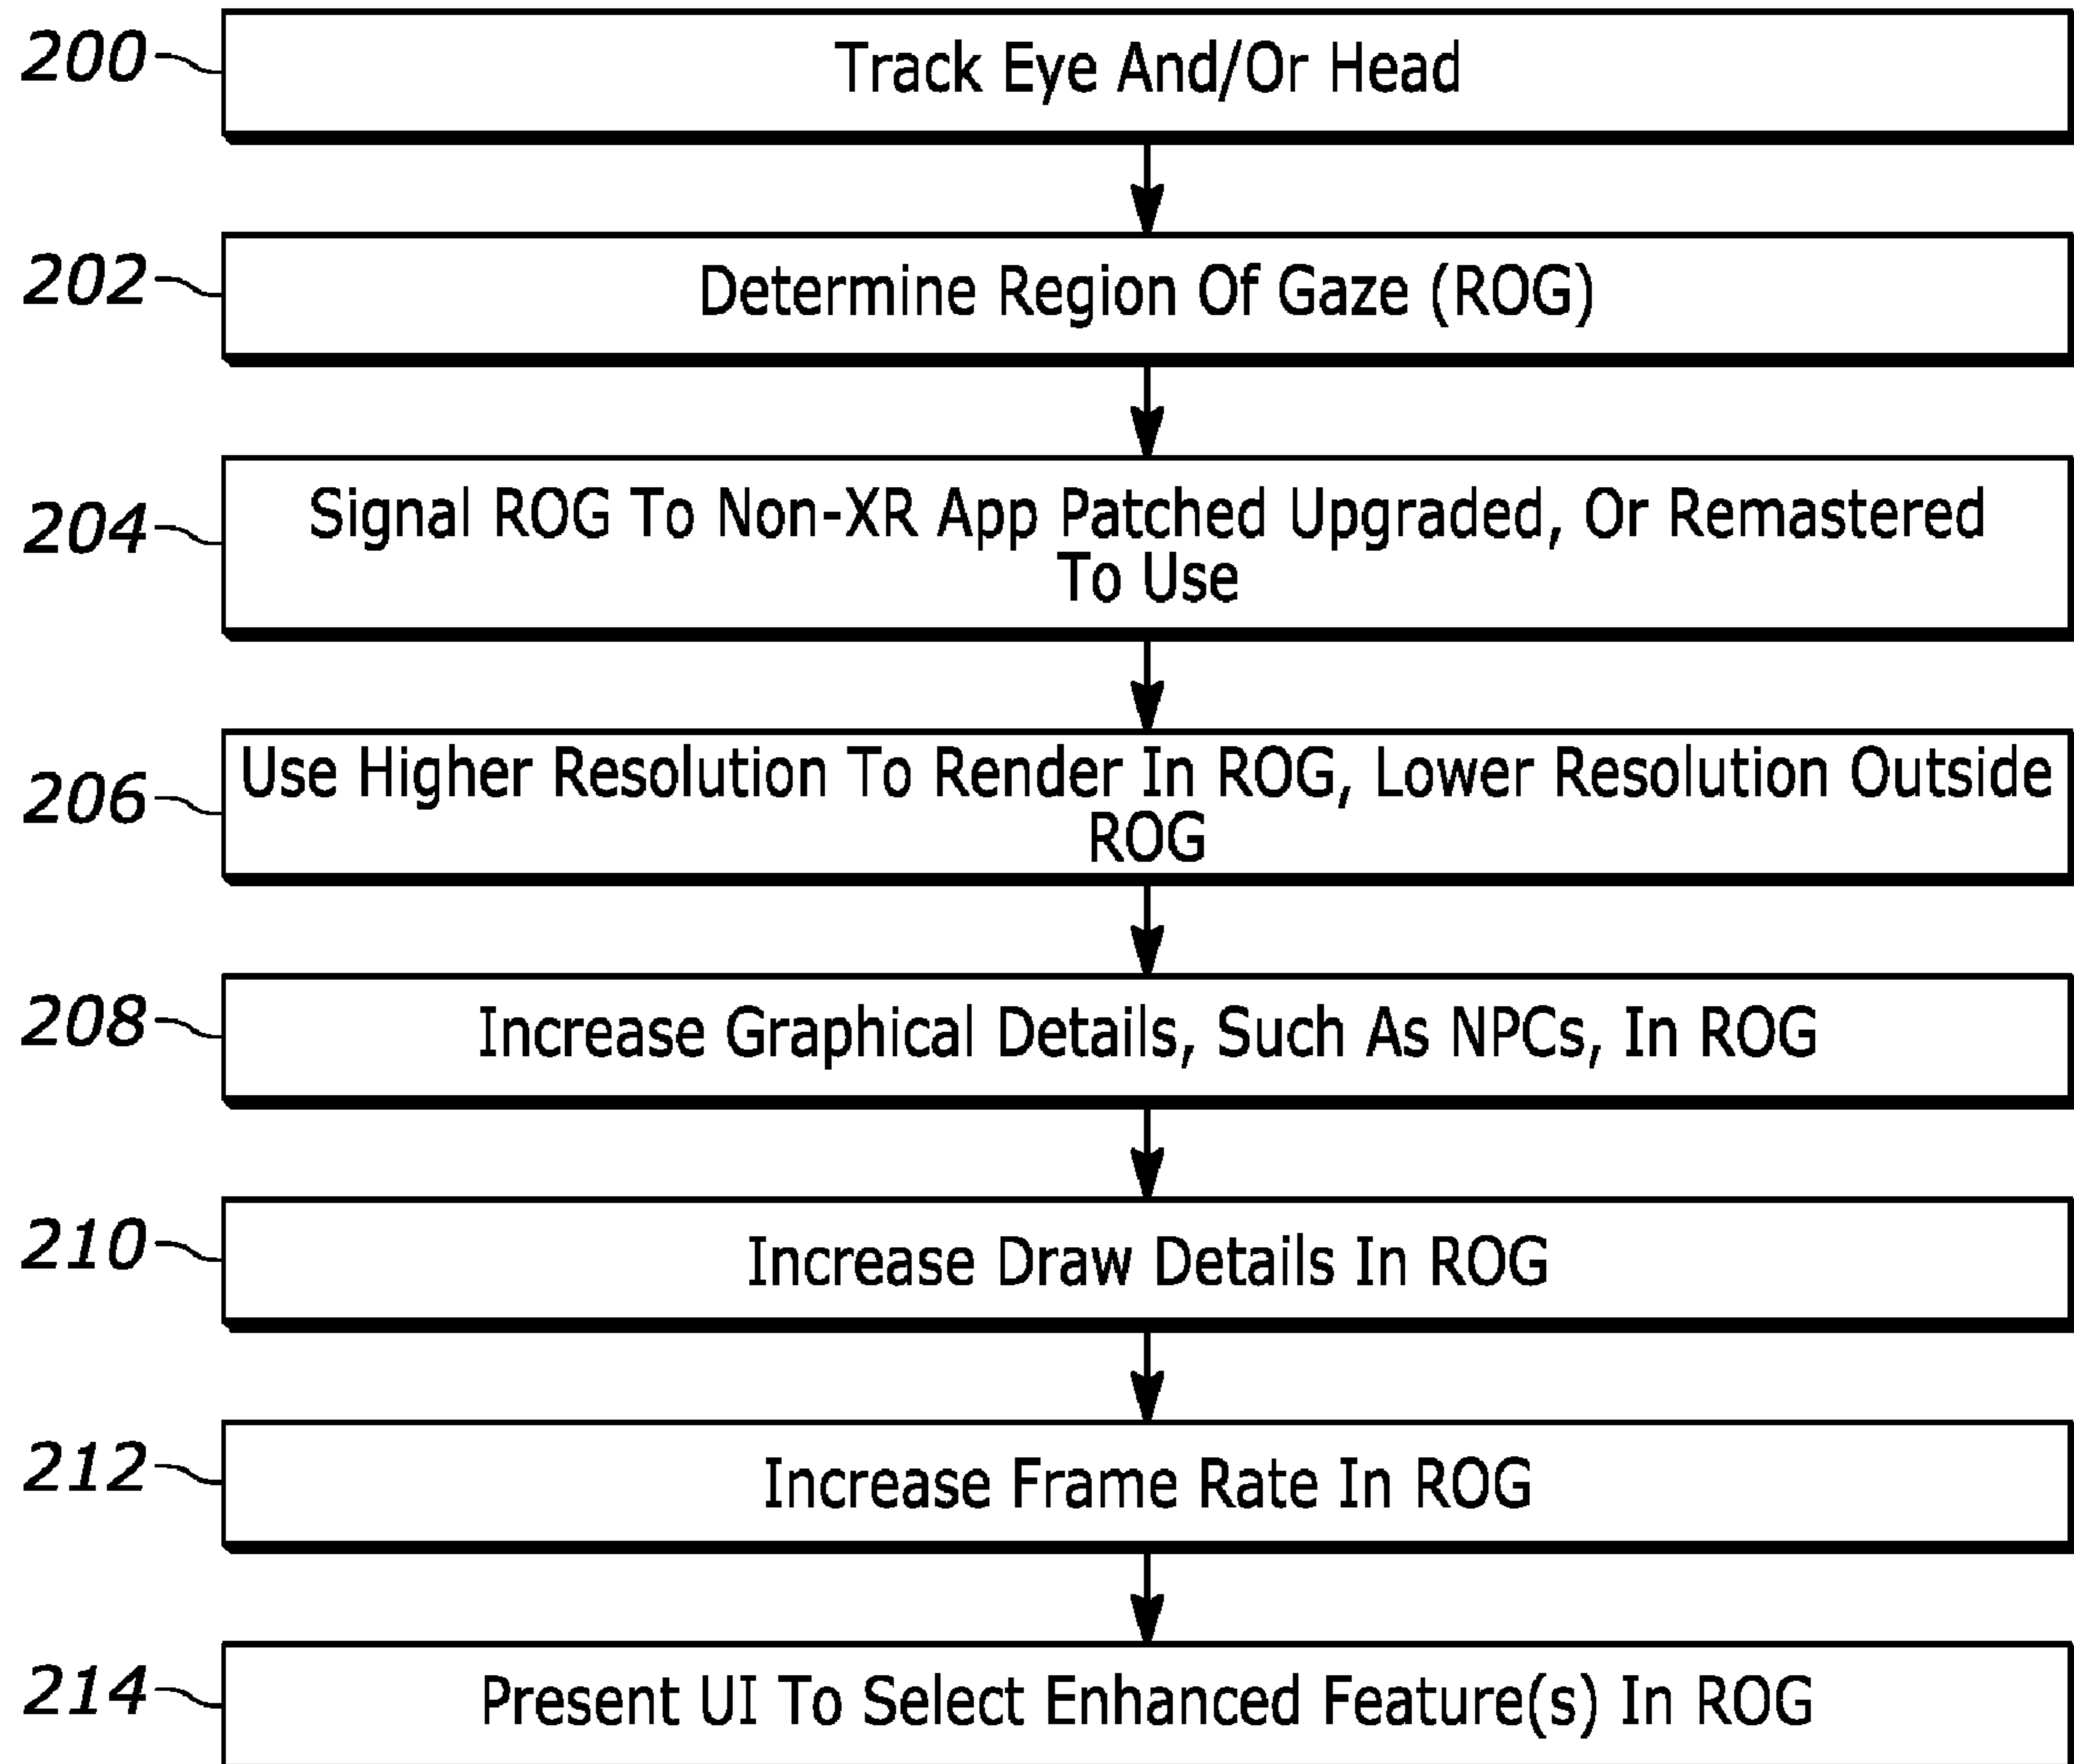 200
Track Eye And/Or Head
202
Determine Region Of Gaze (ROG)
204
Signal ROG To Non-XR App Patched Upgraded, Or Remastered
To Use
206
Use Higher Resolution To Render In ROG, Lower Resolution Outside
ROG
208
Increase Graphical Details, Such As NPCs, In ROG
210
Increase Draw Details In ROG
212
Increase Frame Rate In ROG
214
Present UI To Select Enhanced Feature(s) In ROG